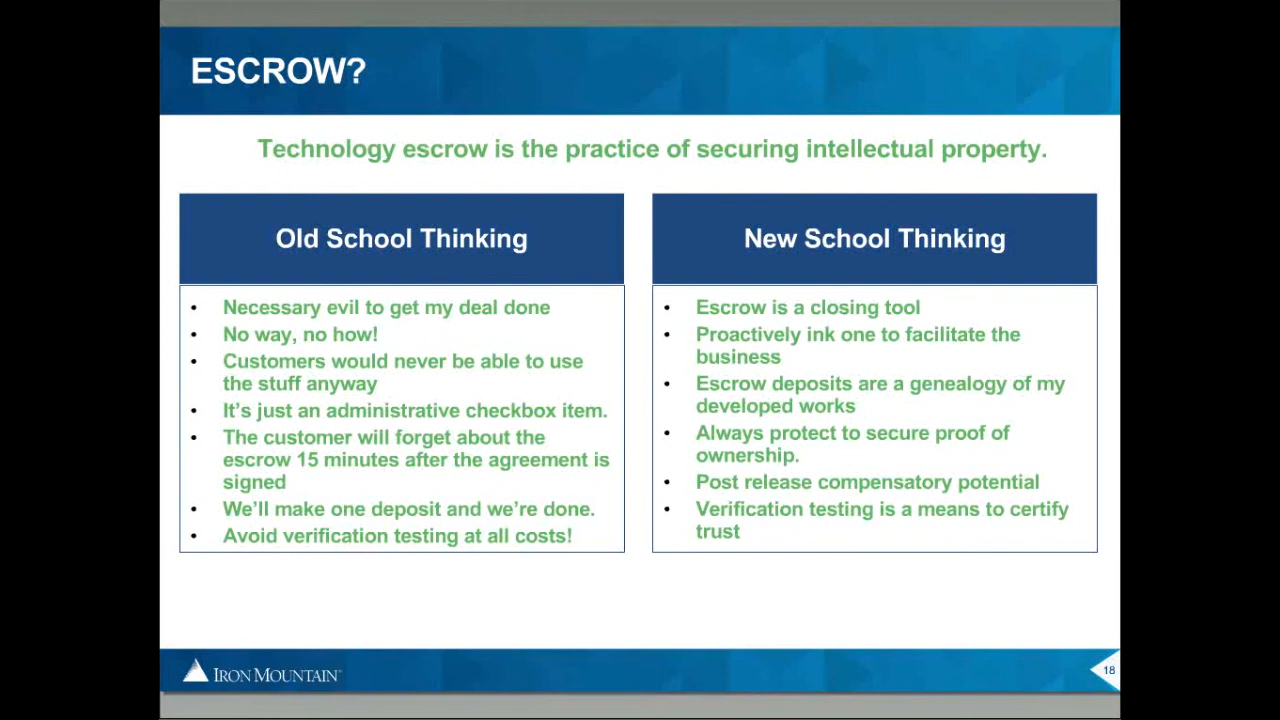 ESCROW?
Technology escrow is the practice of securing intellectual property.
Old School Thinking
• Necessary evil to get my deal done
• No way, no how!
• Customers would never be able to use
the stuff anyway
• It’s just an administrative checkbox item.
• The customer will forget about the
escrow 15 minutes after the agreement is
signed
• We’ll make one deposit and we’re done.
• Avoid verification testing at all costs!
New School Thinking
• Escrow is a closing tool
• Proactively ink one to facilitate the
business
• Escrow deposits are a genealogy of my
developed works
• Always protect to secure proof of
ownership.
• Post release compensatory potential
• Verification testing is a means to certify
trust
IRON MOUNTAIN
18